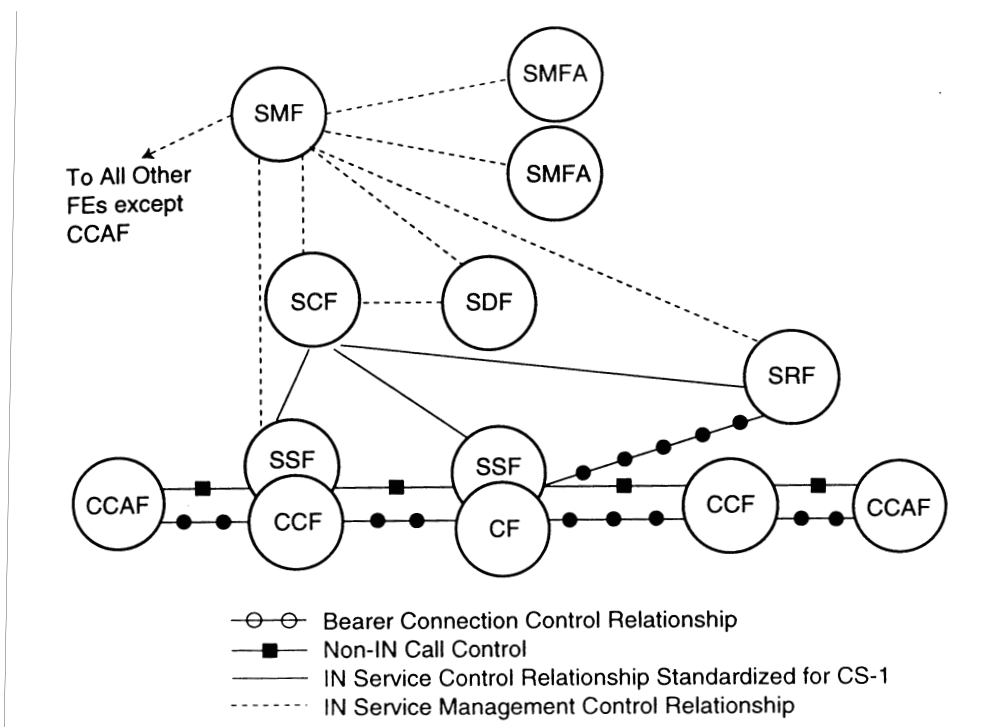 SMFA
SMF
SMFA
To All Other
FEs except
CCAF
SCF
SDF
SRF
SSF
SSF
CCAF
CCF
CF
CCF
CCAF
Bearer Connection Control Relationship
Non-IN Call Control
IN Service Control Relationship Standardized for CS-1
IN Service Management Control Relationship